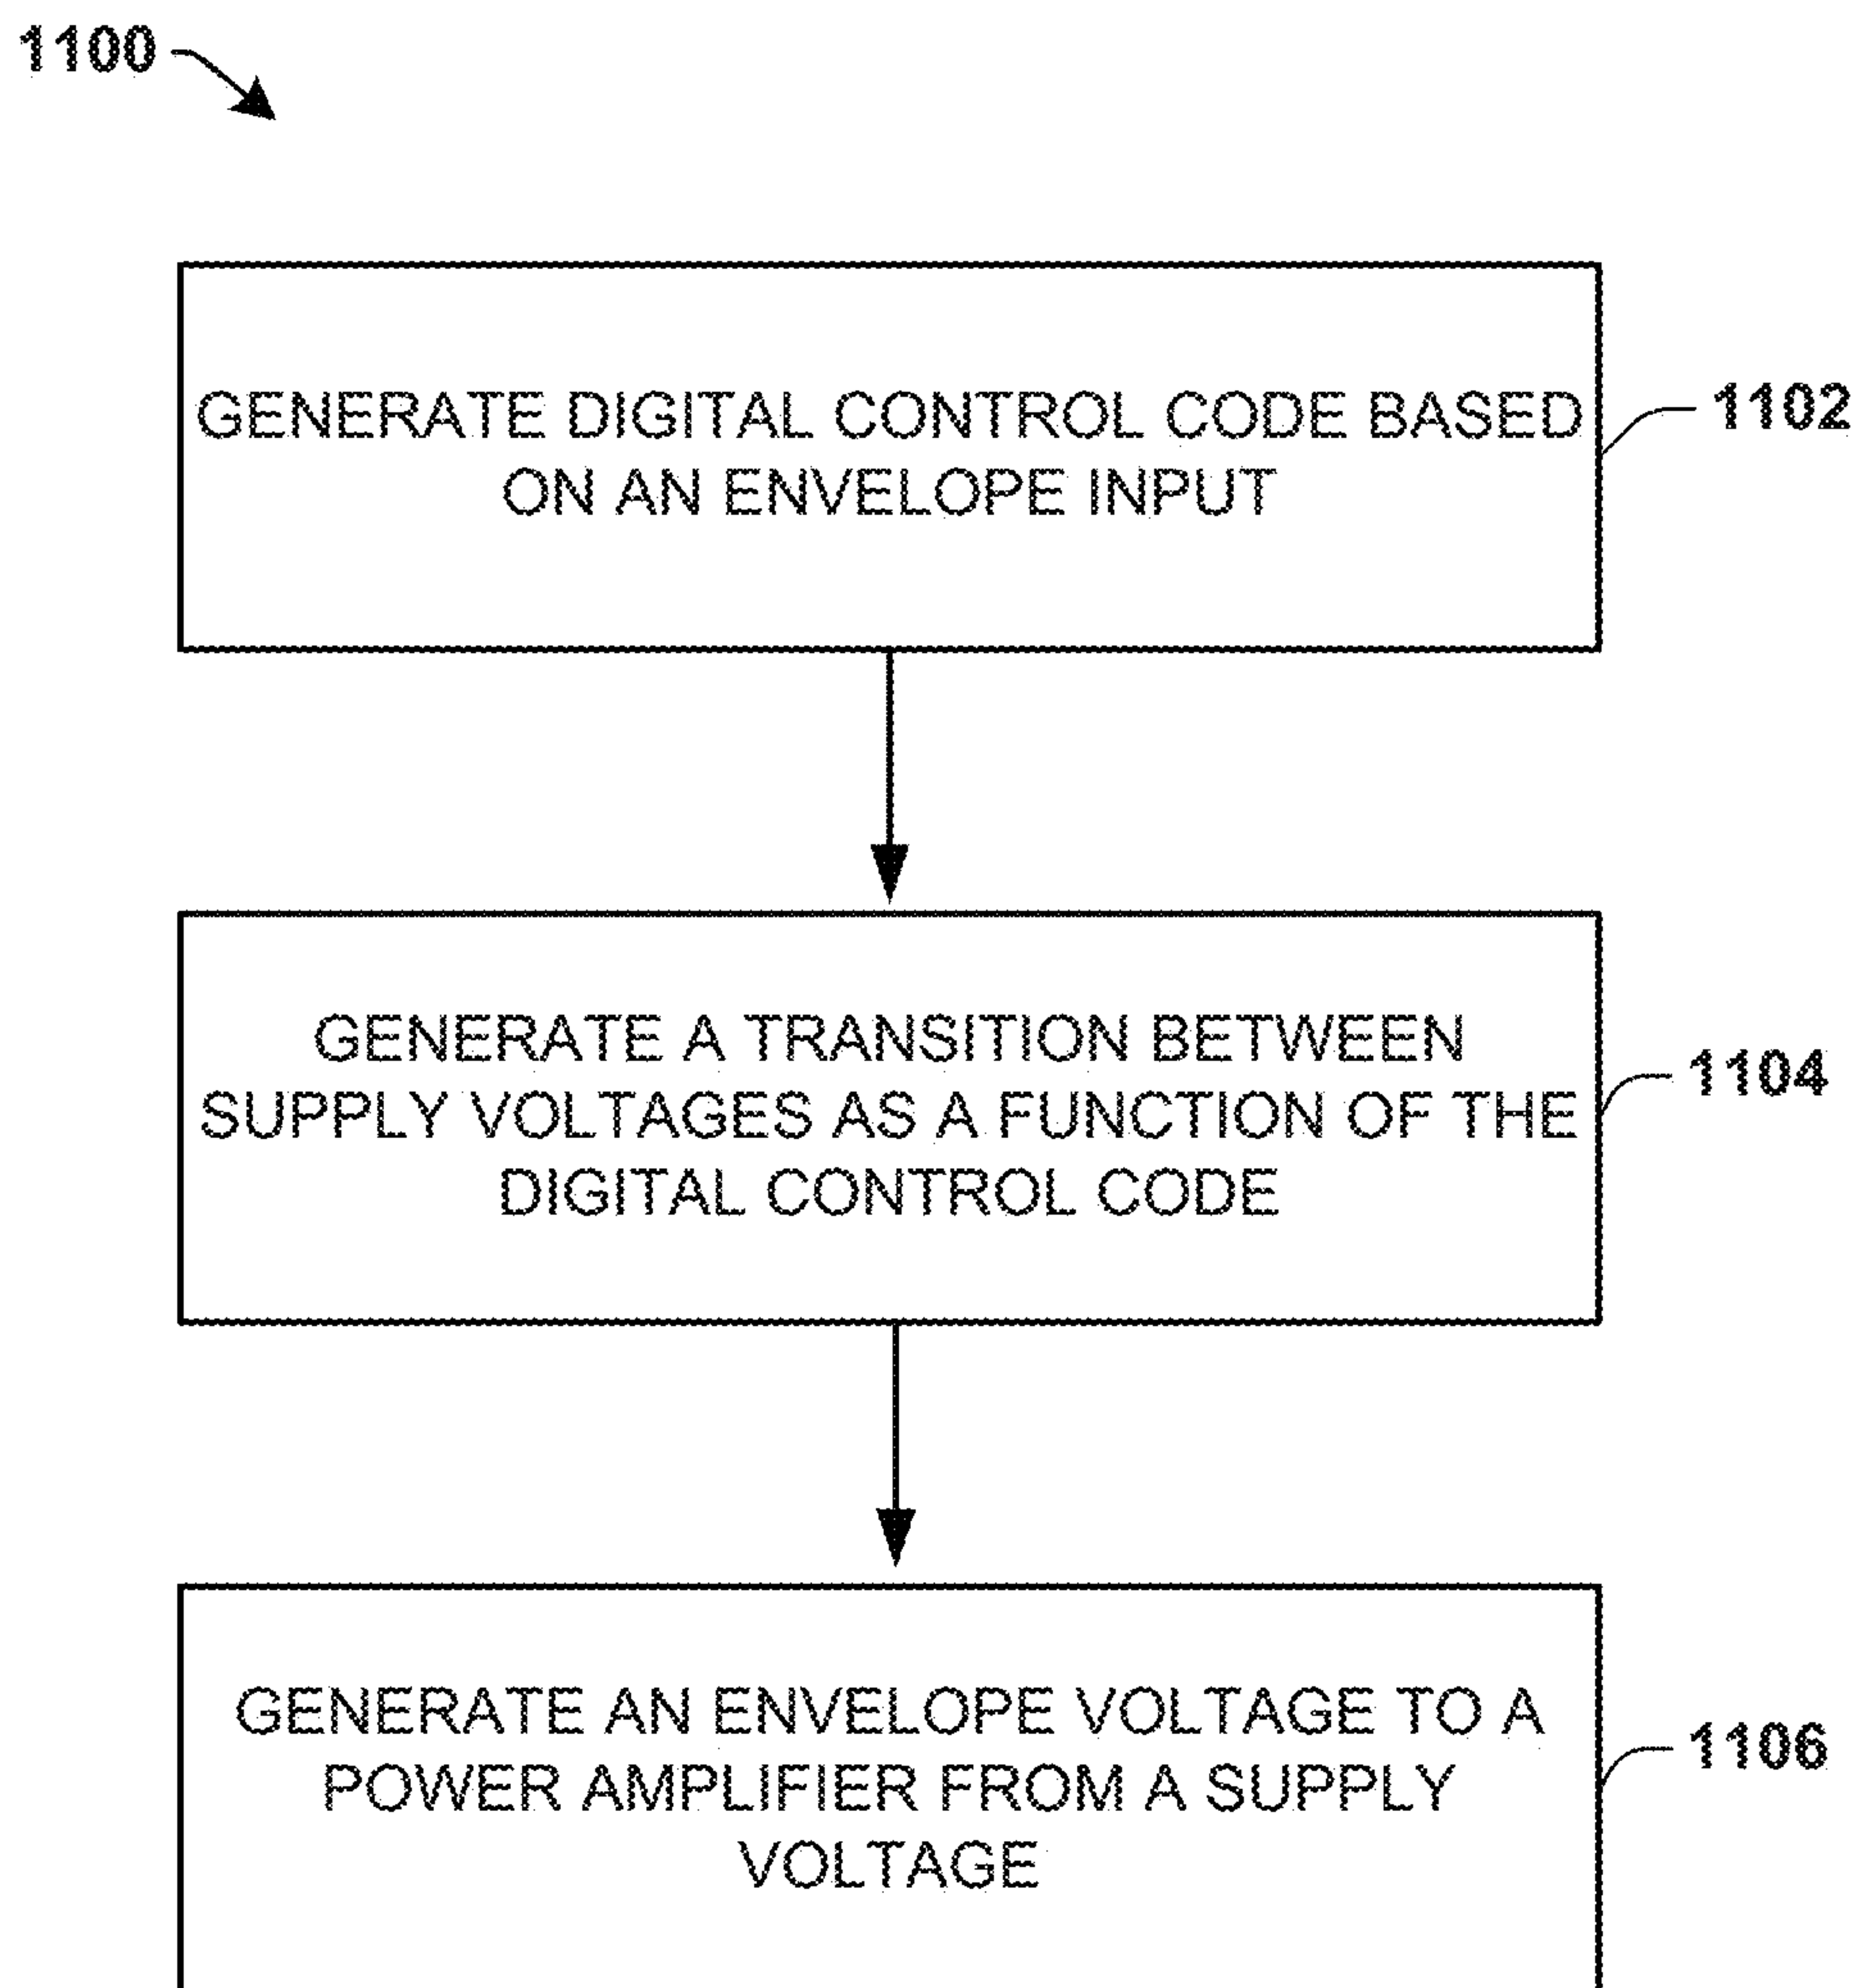 1100
GENERATE DIGITAL CONTROL CODE BASED
ON AN ENVELOPE INPUT
1102
GENERATE A TRANSITION BETWEEN
SUPPLY VOLTAGES AS A FUNCTION OF THE
DIGITAL CONTROL CODE
1104
GENERATE AN ENVELOPE VOLTAGE TO A
POWER AMPLIFIER FROM A SUPPLY
VOLTAGE
1106